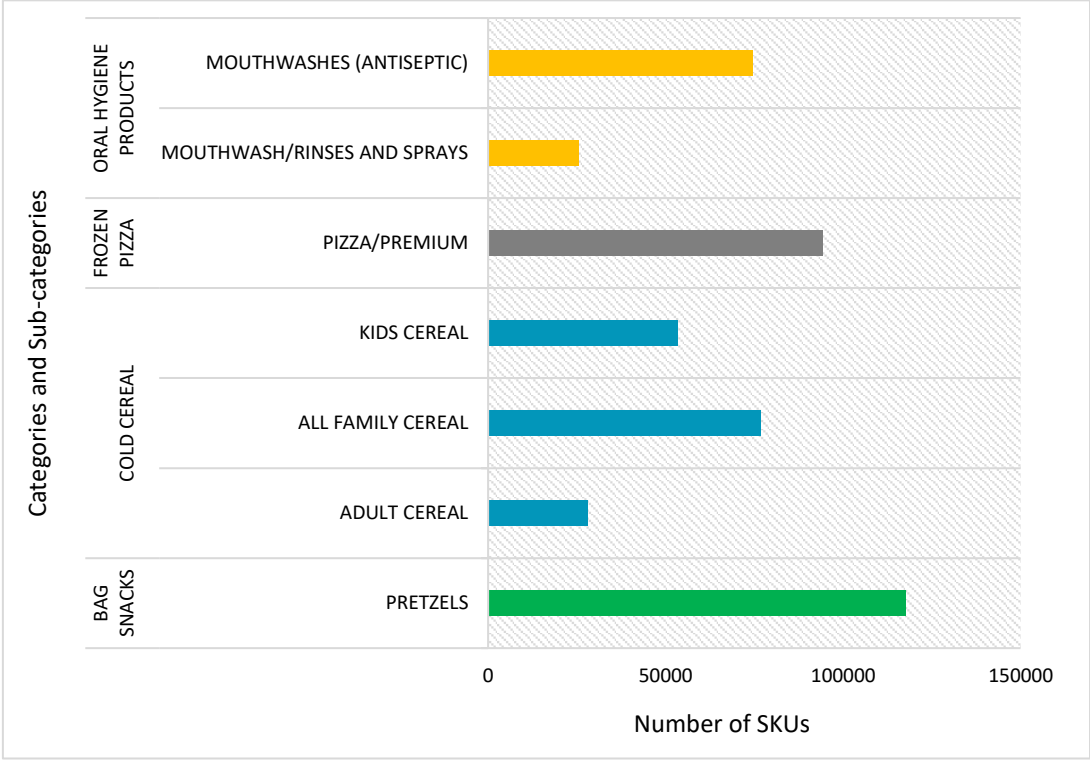 Categories and Sub-categories
ORAL HYGIENE
PRODUCTS
MOUTHWASHES (ANTISEPTIC)
MOUTHWASH/RINSES AND SPRAYS
FROZEN
PIZZA
PIZZA/PREMIUM
COLD CEREAL
KIDS CEREAL
ALL FAMILY CEREAL
ADULT CEREAL
BAG
SNACKS
PRETZELS
0 50000 100000 150000
Number of SKUs